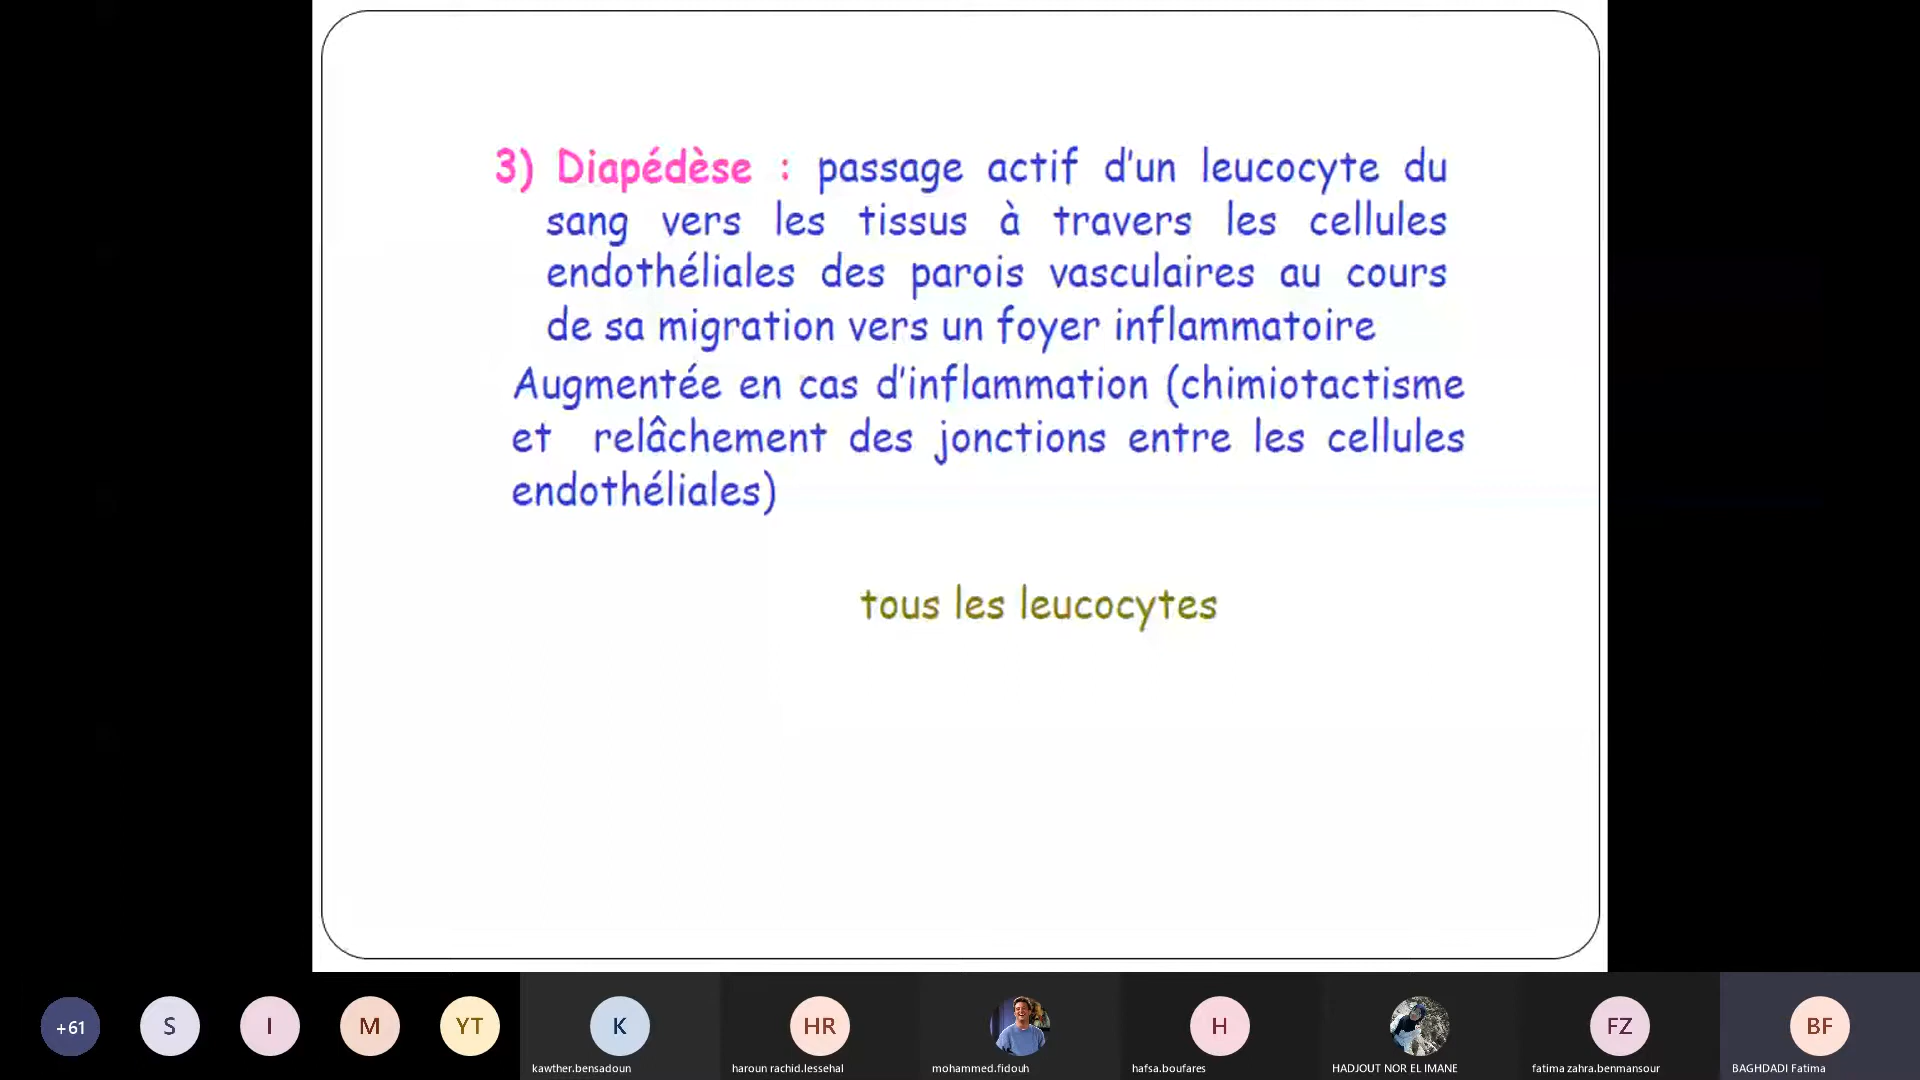 3) Diapédèse : passage actif d'un leucocyte du
sang vers les tissus à travers les cellules
endothéliales des parois vasculaires au cours
de sa migration vers un foyer inflammatoire
Augmentée en cas d'inflammation (chimiotactisme
et relâchement des jonctions entre les cellules
endothéliales)
tous les leucocytes
+61 S I M YT K HR H FZ BF
kawther.bensadoun haroun rachid.lessehal mohammed.fidouh hafsa.boufares HADJOUT NOR EL IMANE fatima zahra.benmansour BAGHDADI Fatima